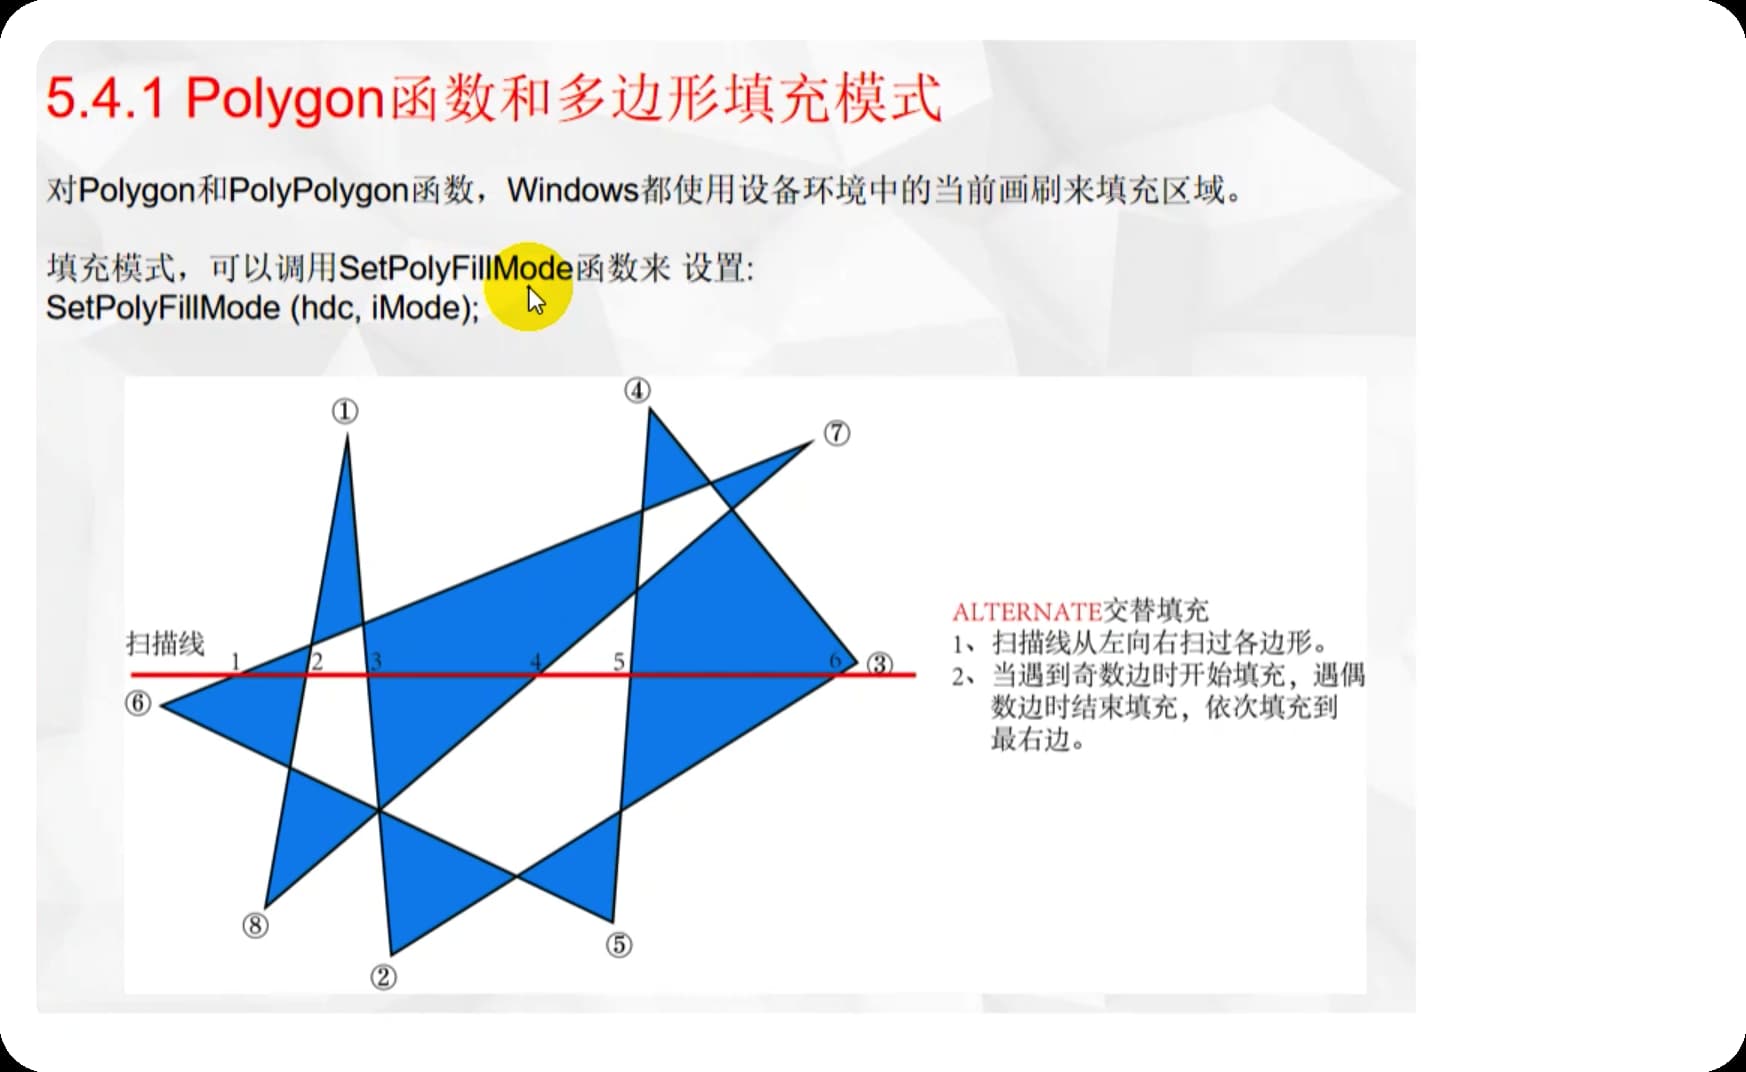 5.4.1 Polygon函数和多边形填充模式
对Polygon和PolyPolygon函数，Windows都使用设备环境中的当前画刷来填充区域。
填充模式，可以调用SetPolyFillMode函数来 设置:
SetPolyFillMode (hdc, iMode);
④
①
⑦
ALTERNATE交替填充
扫描线
1、扫描线从左向右扫过各边形。
1 2 3 4 5 6 ③
2、当遇到奇数边时开始填充，遇偶
⑥
数边时结束填充，依次填充到
最右边。
⑧
⑤
②